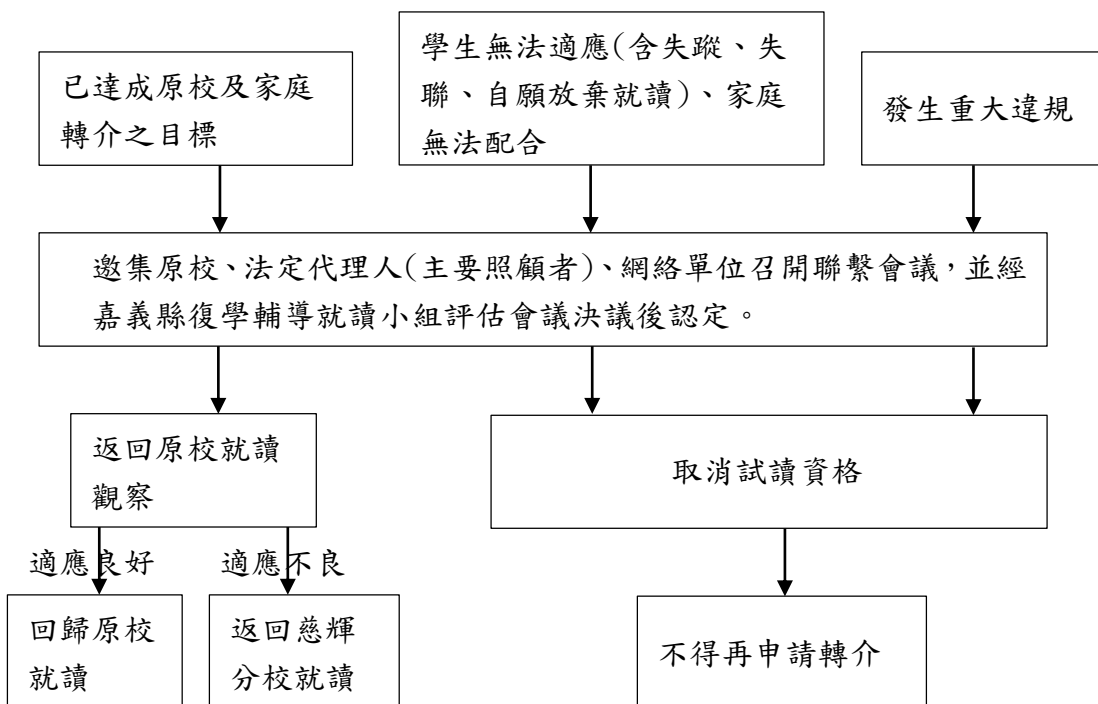 已達成原校及家庭
轉介之目標
學生無法適應(含失蹤、失
聯、自願放棄就讀)、家庭
無法配合
發生重大違規
邀集原校、法定代理人(主要照顧者)、網絡單位召開聯繫會議，並經
嘉義縣復學輔導就讀小組評估會議決議後認定。
返回原校就讀
觀察
取消試讀資格
適應良好
適應不良
回歸原校
就讀
返回慈輝
分校就讀
不得再申請轉介